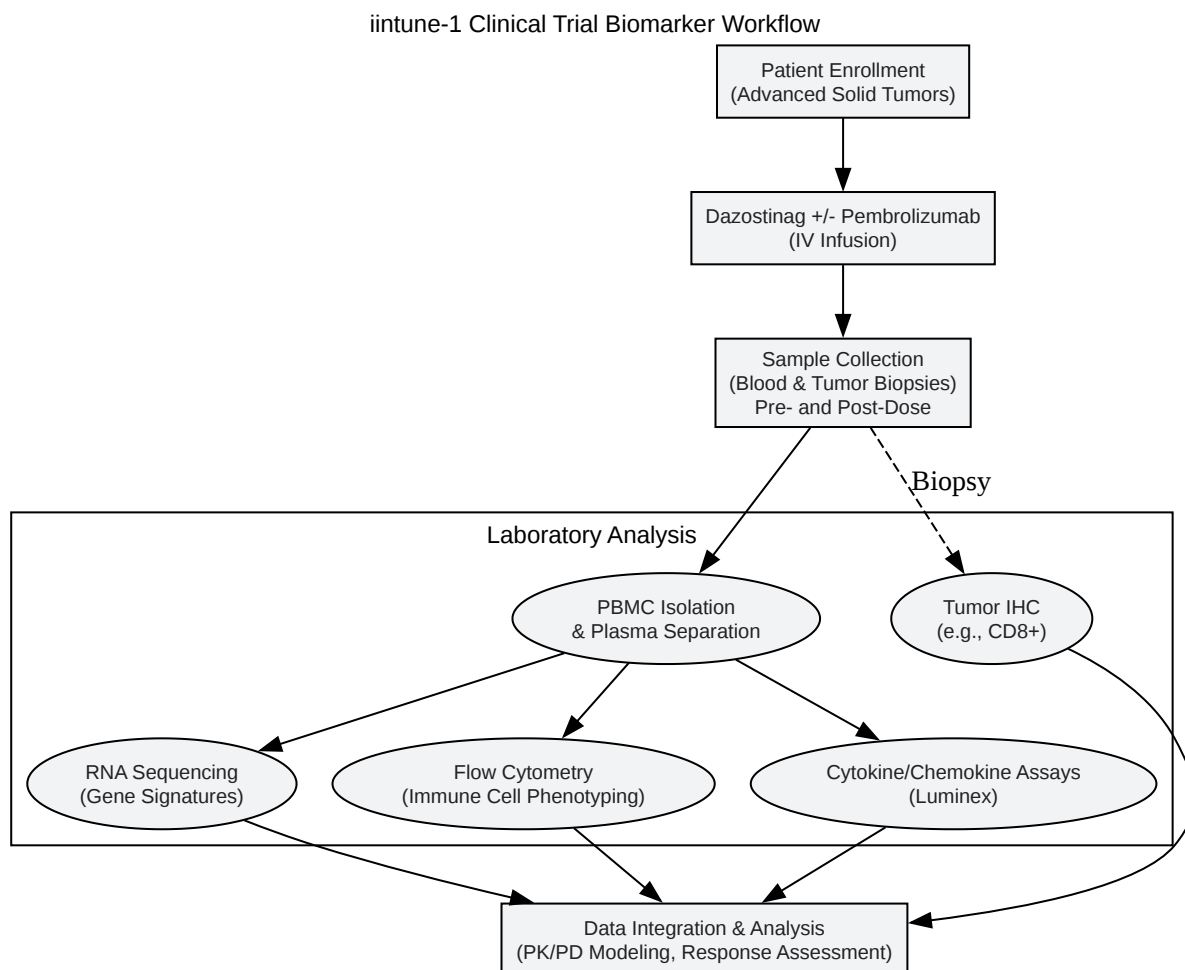 iintune-1 Clinical Trial Biomarker Workflow
Patient Enrollment
(Advanced Solid Tumors)
Dazostinag +/- Pembrolizumab
(IV Infusion)
Sample Collection
(Blood & Tumor Biopsies)
Pre- and Post-Dose
Biopsy
Laboratory Analysis
PBMC Isolation
& Plasma Separation
Tumor IHC
(e.g., CD8+)
RNA Sequencing
(Gene Signatures)
Flow Cytometry
(Immune Cell Phenotyping)
Cytokine/Chemokine Assays
(Luminex)
Data Integration & Analysis
(PK/PD Modeling, Response Assessment)